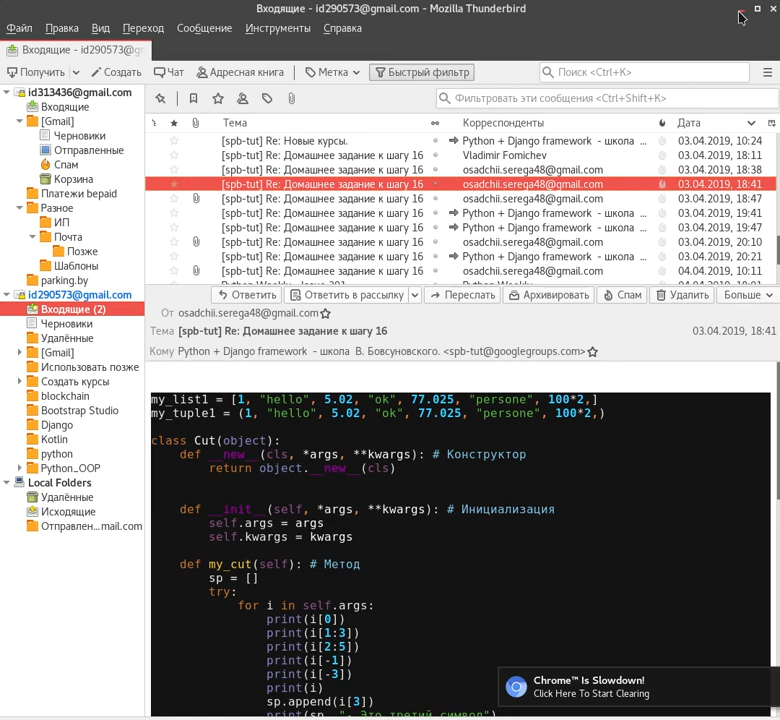 Входящие - id290573@gmail.com - Mozilla Thunderbird
Файл Правка Вид Переход Сообщение Инструменты Справка
Входящие - id290573@gm
Получить Создать Чат Адресная книга Метка Быстрый фильтр Поиск <Ctrl+K>
Фильтровать эти сообщения <Ctrl+Shift+K>
Тема Корреспонденты Дата
[spb-tut] Re: Новые курсы. Python + Django framework - школа ... 03.04.2019, 10:24
[spb-tut] Re: Домашнее задание к шагу 16 Vladimir Fomichev 03.04.2019, 18:11
[spb-tut] Re: Домашнее задание к шагу 16 osadchii.serega48@gmail.com 03.04.2019, 18:38
[spb-tut] Re: Домашнее задание к шагу 16 osadchii.serega48@gmail.com 03.04.2019, 18:41
[spb-tut] Re: Домашнее задание к шагу 16 osadchii.serega48@gmail.com 03.04.2019, 18:47
[spb-tut] Re: Домашнее задание к шагу 16 Python + Django framework - школа ... 03.04.2019, 19:41
[spb-tut] Re: Домашнее задание к шагу 16 Python + Django framework - школа ... 03.04.2019, 19:47
[spb-tut] Re: Домашнее задание к шагу 16 osadchii.serega48@gmail.com 03.04.2019, 20:10
[spb-tut] Re: Домашнее задание к шагу 16 Python + Django framework - школа ... 03.04.2019, 20:21
[spb-tut] Re: Домашнее задание к шагу 16 osadchii.serega48@gmail.com 04.04.2019, 10:11
id313436@gmail.com
Входящие
[Gmail]
Черновики
Отправленные
Спам
Корзина
Платежи bepaid
Разное
ИП
Почта
Позже
Шаблоны
parking.by
id290573@gmail.com
Входящие (2)
Черновики
Удалённые
[Gmail]
Использовать позже
Создать курсы
blockchain
Bootstrap Studio
Django
Kotlin
python
Python_OOP
Local Folders
Удалённые
Исходящие
Отправлен...mail.com
Ответить Ответить в рассылку Переслать Архивировать Спам Удалить Больше
От osadchii.serega48@gmail.com
Тема [spb-tut] Re: Домашнее задание к шагу 16 03.04.2019, 18:41
Кому Python + Django framework - школа В. Бовсуновского. <spb-tut@googlegroups.com>
my_list1 = [1, "hello", 5.02, "ok", 77.025, "persone", 100*2,]
my_tuple1 = (1, "hello", 5.02, "ok", 77.025, "persone", 100*2,)
class Cut(object):
def __new__(cls, *args, **kwargs): # Конструктор
return object.__new__(cls)
def __init__(self, *args, **kwargs): # Инициализация
self.args = args
self.kwargs = kwargs
def my_cut(self): # Метод
sp = []
try:
for i in self.args:
print(i[0])
print(i[1:3])
print(i[2:5])
print(i[-1])
print(i[-3])
print(i)
sp.append(i[3])
print(sp, "- Это третий символ")
Chrome™ Is Slowdown!
Click Here To Start Clearing